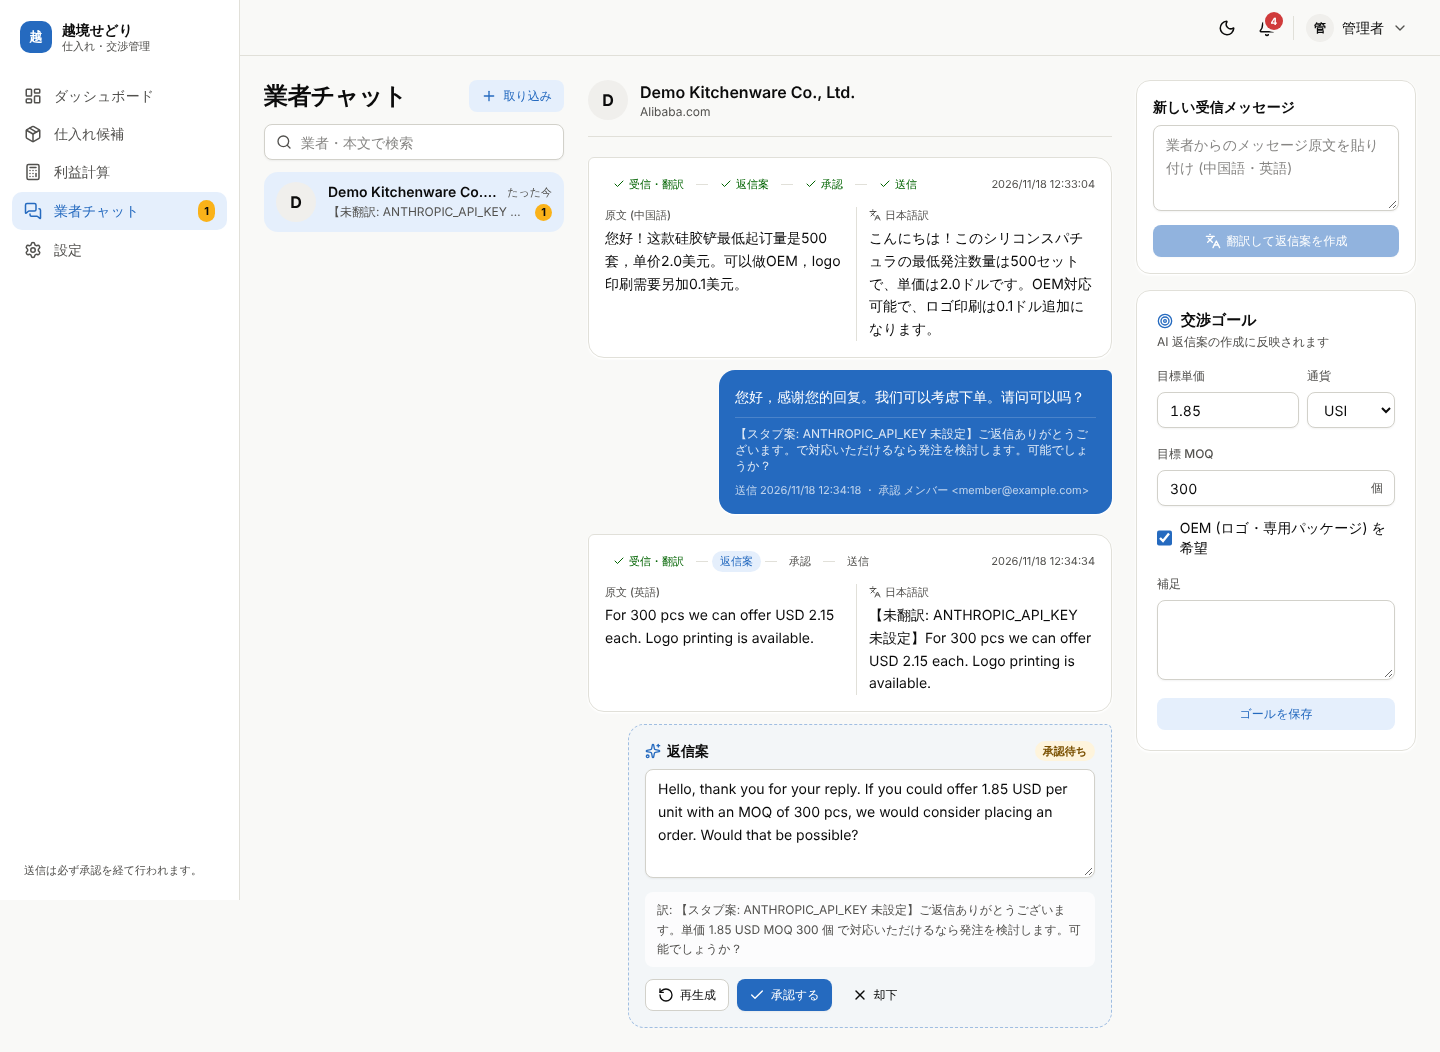 越
越境せどり
仕入れ・交渉管理
ダッシュボード
仕入れ候補
利益計算
業者チャット
1
設定
送信は必ず承認を経て行われます。
4
管
管理者
業者チャット
取り込み
業者・本文で検索
D
Demo Kitchenware Co.…
たった今
【未翻訳: ANTHROPIC_API_KEY …
1
D
Demo Kitchenware Co., Ltd.
Alibaba.com
受信・翻訳
返信案
承認
送信
2026/11/18 12:33:04
原文 (中国語)
您好！这款硅胶铲最低起订量是500
套，单价2.0美元。可以做OEM，logo
印刷需要另加0.1美元。
日本語訳
こんにちは！このシリコンスパチ
ュラの最低発注数量は500セット
で、単価は2.0ドルです。OEM対応
可能で、ロゴ印刷は0.1ドル追加に
なります。
您好，感谢您的回复。我们可以考虑下单。请问可以吗？
【スタブ案: ANTHROPIC_API_KEY 未設定】ご返信ありがとうご
ざいます。で対応いただけるなら発注を検討します。可能でしょ
うか？
送信 2026/11/18 12:34:18 ・ 承認 メンバー <member@example.com>
受信・翻訳
返信案
承認
送信
2026/11/18 12:34:34
原文 (英語)
For 300 pcs we can offer USD 2.15
each. Logo printing is available.
日本語訳
【未翻訳: ANTHROPIC_API_KEY
未設定】For 300 pcs we can offer
USD 2.15 each. Logo printing is
available.
返信案
承認待ち
Hello, thank you for your reply. If you could offer 1.85 USD per
unit with an MOQ of 300 pcs, we would consider placing an
order. Would that be possible?
訳: 【スタブ案: ANTHROPIC_API_KEY 未設定】ご返信ありがとうございま
す。単価 1.85 USD MOQ 300 個 で対応いただけるなら発注を検討します。可
能でしょうか？
再生成
承認する
却下
新しい受信メッセージ
業者からのメッセージ原文を貼り
付け (中国語・英語)
翻訳して返信案を作成
交渉ゴール
AI 返信案の作成に反映されます
目標単価
通貨
1.85
USI
目標 MOQ
300
個
OEM (ロゴ・専用パッケージ) を
希望
補足
ゴールを保存